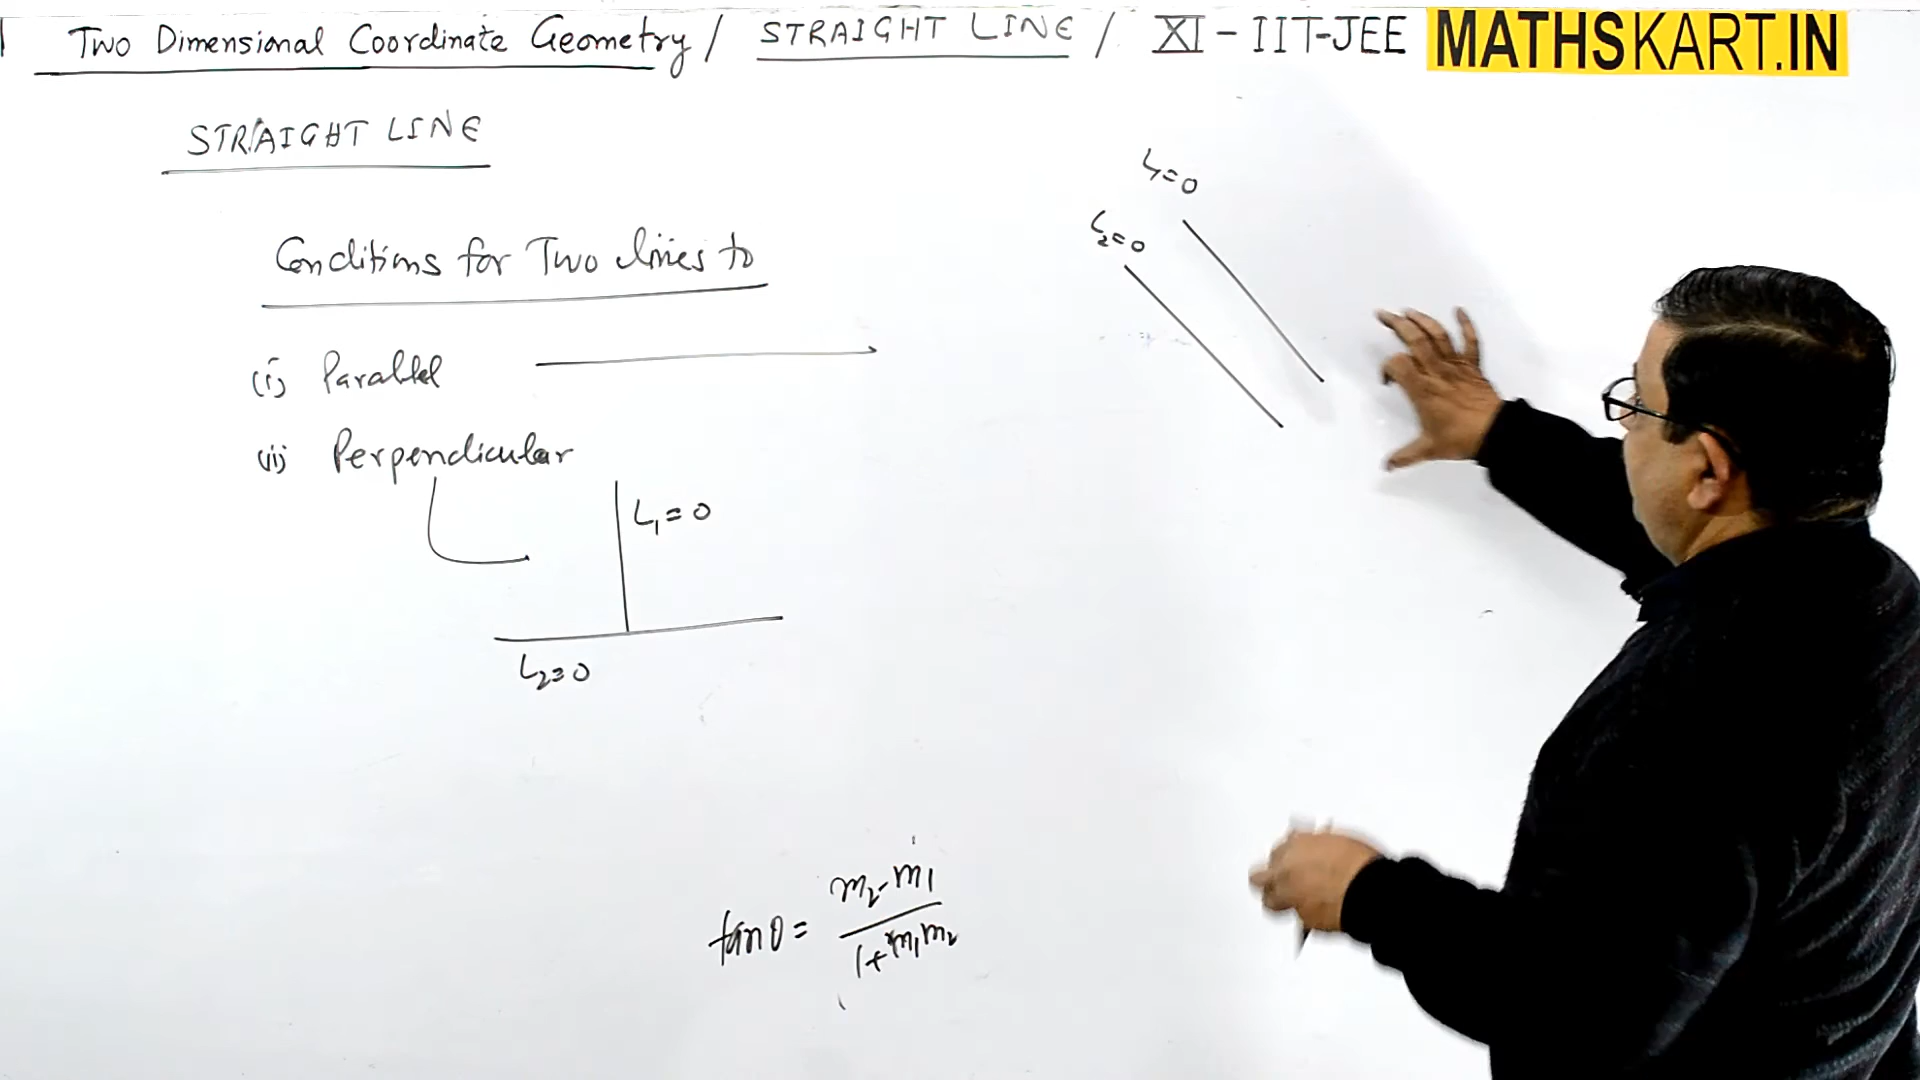 Two Dimensional Coordinate Geometry / STRAIGHT LINE / XI - IIT-JEE MATHSKART.IN
STRAIGHT LINE
Conditions for Two lines to
(i) Parallel
(ii) Perpendicular
L₁=0
L₂=0
L₁=0
L₂=0
tanθ = m₂-m₁ / 1+m₁m₂